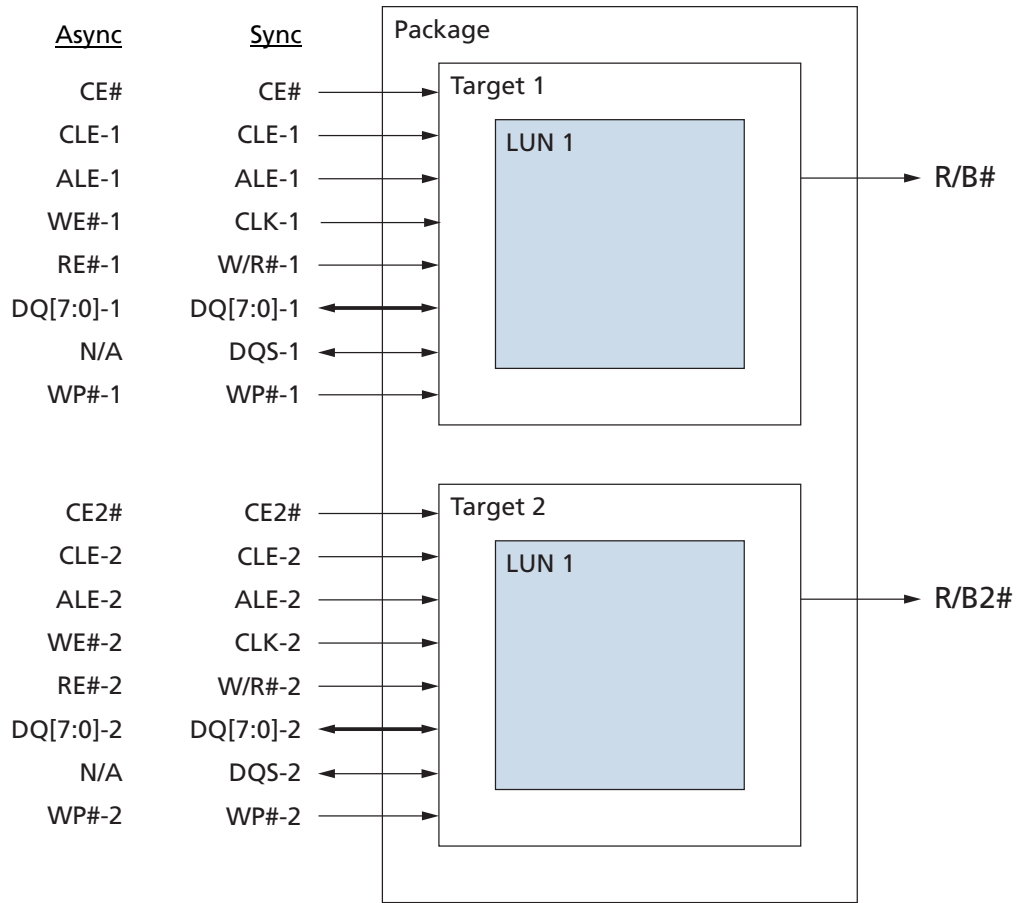 Async Sync Package
CE# CE# Target 1
CLE-1 CLE-1 LUN 1
ALE-1 ALE-1 R/B#
WE#-1 CLK-1
RE#-1 W/R#-1
DQ[7:0]-1 DQ[7:0]-1
N/A DQS-1
WP#-1 WP#-1
CE2# CE2# Target 2
CLE-2 CLE-2 LUN 1
ALE-2 ALE-2 R/B2#
WE#-2 CLK-2
RE#-2 W/R#-2
DQ[7:0]-2 DQ[7:0]-2
N/A DQS-2
WP#-2 WP#-2